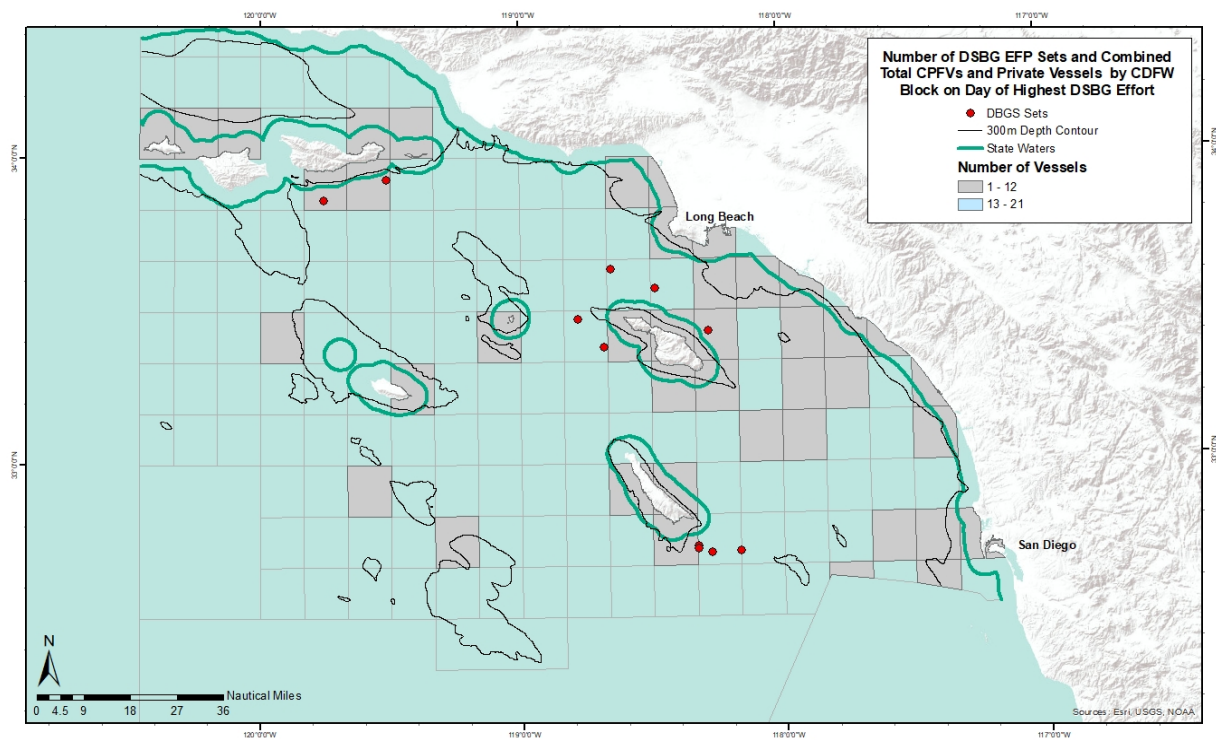 120°0'0"W 119°0'0"W 118°0'0"W 117°0'0"W
Number of DSBG EFP Sets and Combined
Total CPFVs and Private Vessels by CDFW
Block on Day of Highest DSBG Effort
DBGS Sets
300m Depth Contour
State Waters
Number of Vessels
1 - 12
13 - 21
34°0'0"N 34°0'0"N
Long Beach
33°0'0"N 33°0'0"N
San Diego
N
Nautical Miles
0 4.5 9 18 27 36
Sources: Esri, USGS, NOAA
120°0'0"W 119°0'0"W 118°0'0"W 117°0'0"W